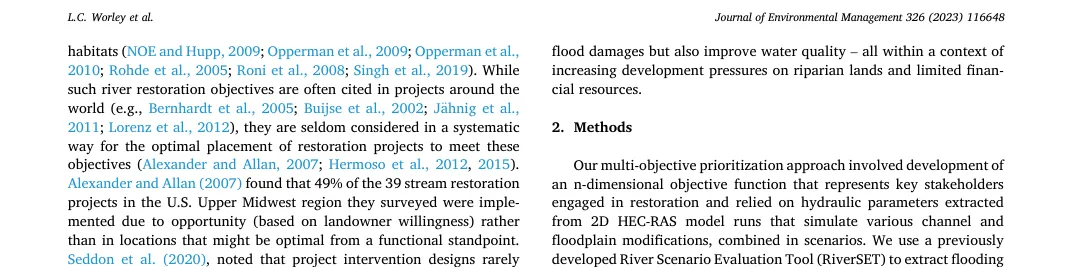 L.C. Worley et al.
Journal of Environmental Management 326 (2023) 116648
habitats (NOE and Hupp, 2009; Opperman et al., 2009; Opperman et al.,
2010; Rohde et al., 2005; Roni et al., 2008; Singh et al., 2019). While
such river restoration objectives are often cited in projects around the
world (e.g., Bernhardt et al., 2005; Buijse et al., 2002; Jähnig et al.,
2011; Lorenz et al., 2012), they are seldom considered in a systematic
way for the optimal placement of restoration projects to meet these
objectives (Alexander and Allan, 2007; Hermoso et al., 2012, 2015).
Alexander and Allan (2007) found that 49% of the 39 stream restoration
projects in the U.S. Upper Midwest region they surveyed were imple-
mented due to opportunity (based on landowner willingness) rather
than in locations that might be optimal from a functional standpoint.
Seddon et al. (2020), noted that project intervention designs rarely
flood damages but also improve water quality – all within a context of
increasing development pressures on riparian lands and limited finan-
cial resources.
2. Methods
Our multi-objective prioritization approach involved development of
an n-dimensional objective function that represents key stakeholders
engaged in restoration and relied on hydraulic parameters extracted
from 2D HEC-RAS model runs that simulate various channel and
floodplain modifications, combined in scenarios. We use a previously
developed River Scenario Evaluation Tool (RiverSET) to extract flooding